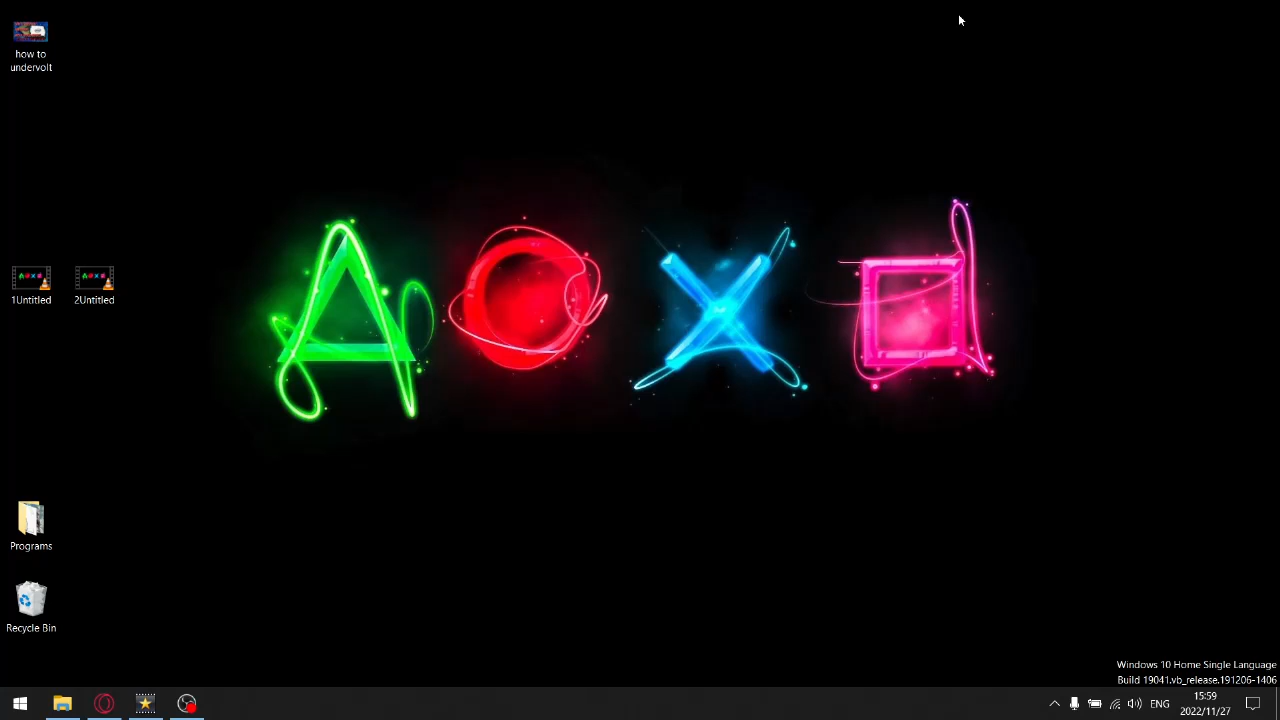 how to
undervolt
1Untitled
2Untitled
Programs
Recycle Bin
Windows 10 Home Single Language
Build 19041.vb_release.191206-1406
ENG
15:59
2022/11/27